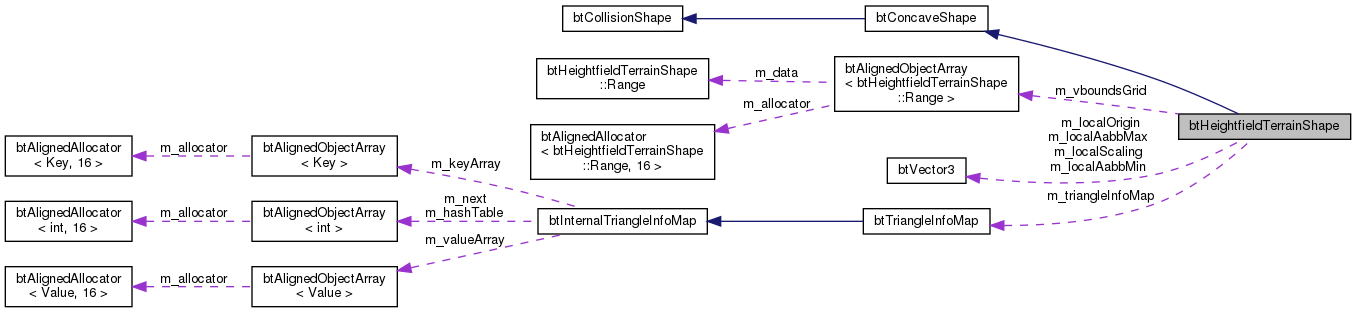 btCollisionShape
btConcaveShape
btHeightfieldTerrainShape
::Range
m_data
btAlignedObjectArray
< btHeightfieldTerrainShape
::Range >
m_allocator
m_vboundsGrid
btHeightfieldTerrainShape
btAlignedAllocator
< btHeightfieldTerrainShape
::Range, 16 >
m_localOrigin
m_localAabbMax
m_localScaling
m_localAabbMin
btVector3
m_triangleInfoMap
btAlignedAllocator
< Key, 16 >
m_allocator
btAlignedObjectArray
< Key >
m_keyArray
btAlignedAllocator
< int, 16 >
m_allocator
btAlignedObjectArray
< int >
m_next
m_hashTable
btInternalTriangleInfoMap
btTriangleInfoMap
m_valueArray
btAlignedAllocator
< Value, 16 >
m_allocator
btAlignedObjectArray
< Value >